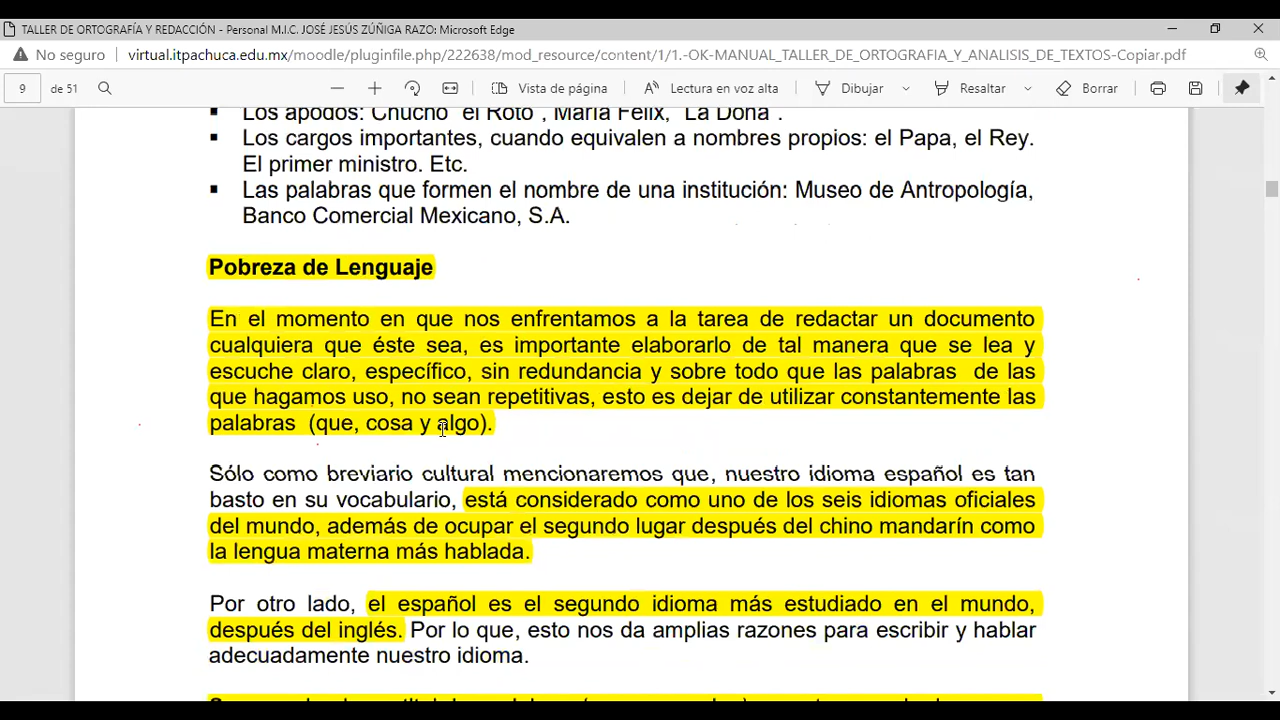 TALLER DE ORTOGRAFÍA Y REDACCIÓN - Personal M.I.C. JOSÉ JESÚS ZÚÑIGA RAZO: Microsoft Edge
No seguro virtual.itpachuca.edu.mx/moodle/pluginfile.php/222638/mod_resource/content/1/1.-OK-MANUAL_TALLER_DE_ORTOGRAFIA_Y_ANALISIS_DE_TEXTOS-Copiar.pdf
9 de 51 Vista de página Lectura en voz alta Dibujar Resaltar Borrar
▪ Los apodos: Chucho "el Roto", María Félix, "La Doña".
▪ Los cargos importantes, cuando equivalen a nombres propios: el Papa, el Rey.
El primer ministro. Etc.
▪ Las palabras que formen el nombre de una institución: Museo de Antropología,
Banco Comercial Mexicano, S.A.
Pobreza de Lenguaje
En el momento en que nos enfrentamos a la tarea de redactar un documento
cualquiera que éste sea, es importante elaborarlo de tal manera que se lea y
escuche claro, específico, sin redundancia y sobre todo que las palabras de las
que hagamos uso, no sean repetitivas, esto es dejar de utilizar constantemente las
palabras (que, cosa y algo).
Sólo como breviario cultural mencionaremos que, nuestro idioma español es tan
basto en su vocabulario, está considerado como uno de los seis idiomas oficiales
del mundo, además de ocupar el segundo lugar después del chino mandarín como
la lengua materna más hablada.
Por otro lado, el español es el segundo idioma más estudiado en el mundo,
después del inglés. Por lo que, esto nos da amplias razones para escribir y hablar
adecuadamente nuestro idioma.